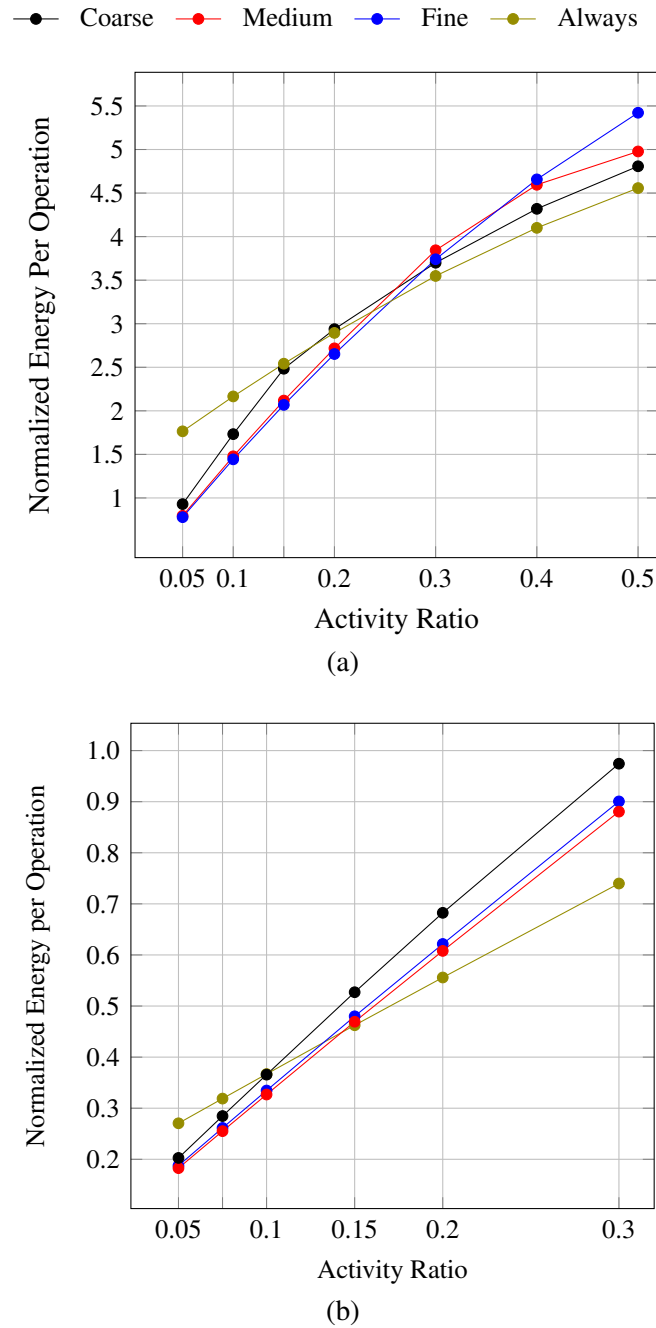 Coarse Medium Fine Always
5.5
5
4.5
4
3.5
3
2.5
2
1.5
1
Normalized Energy Per Operation
0.05 0.1 0.2 0.3 0.4 0.5
Activity Ratio
(a)
1.0
0.9
0.8
0.7
0.6
0.5
0.4
0.3
0.2
Normalized Energy per Operation
0.05 0.1 0.15 0.2 0.3
Activity Ratio
(b)